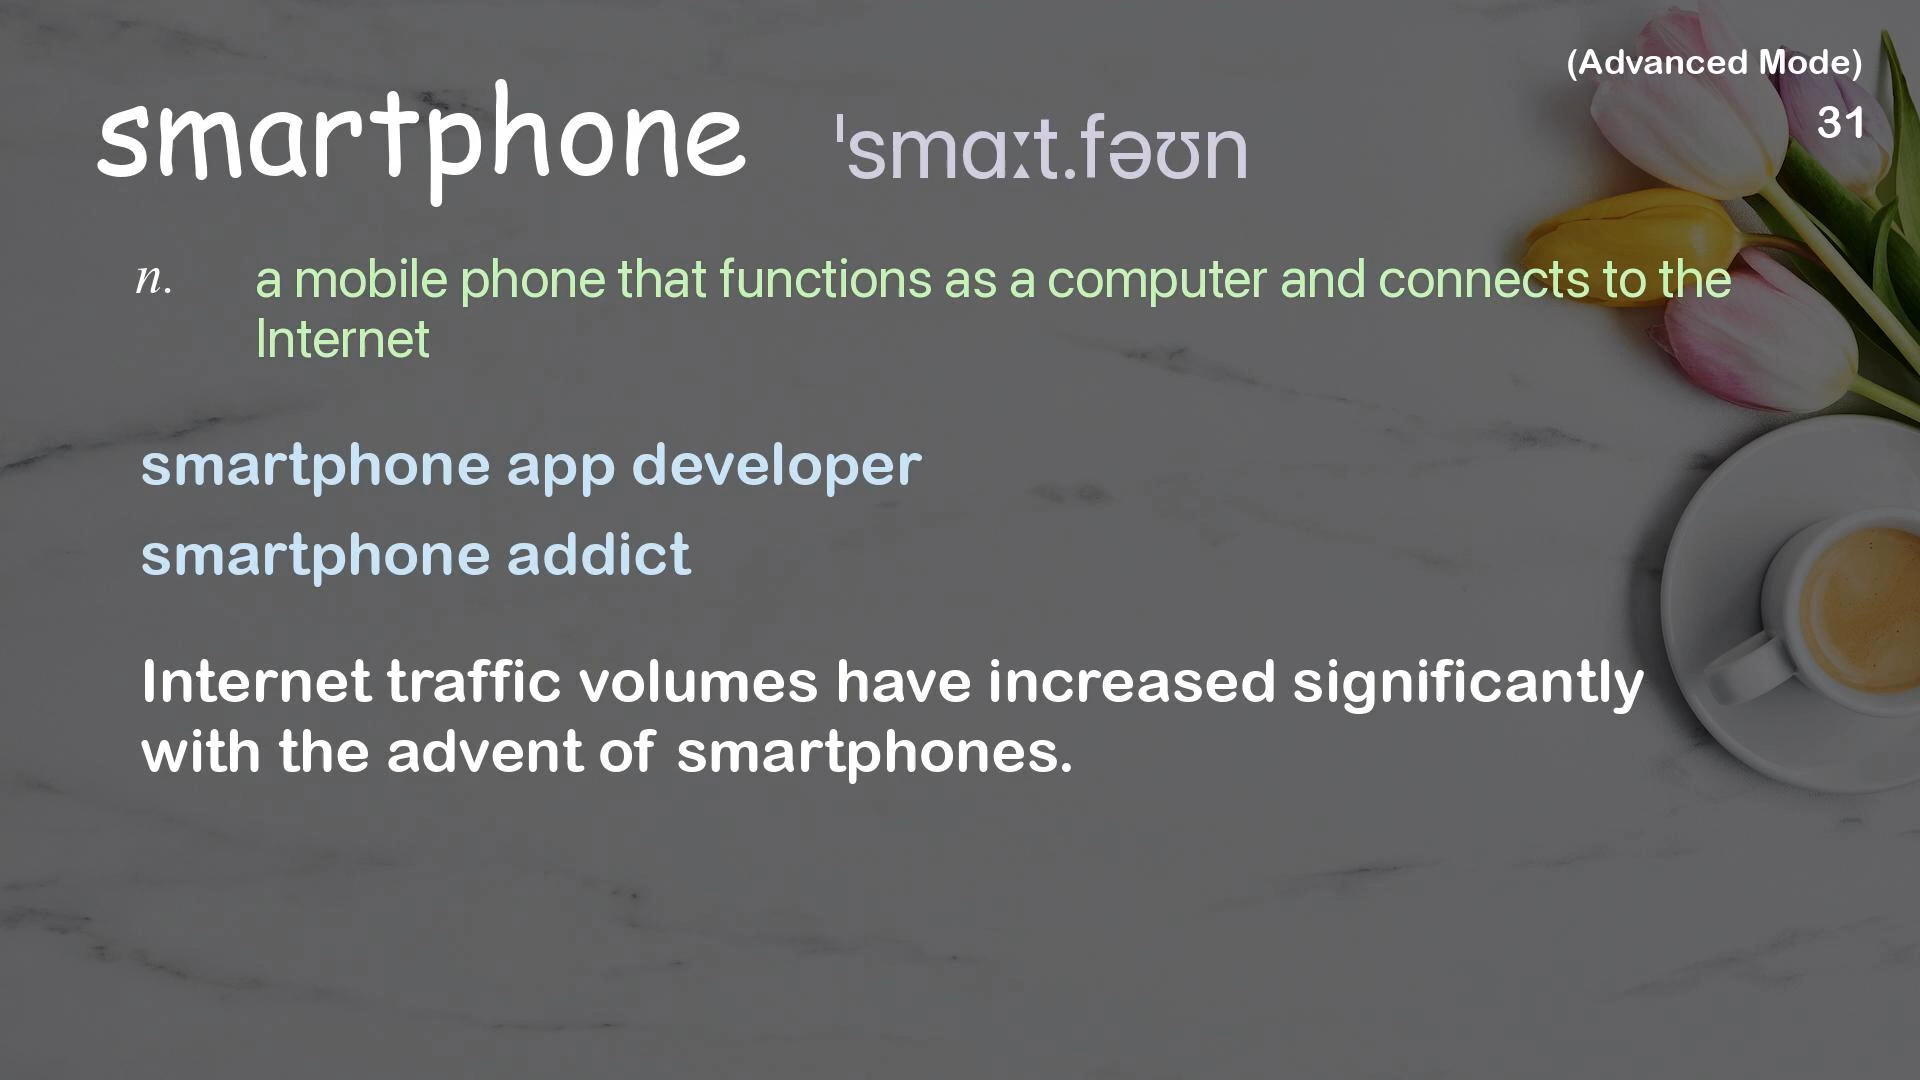 (Advanced Mode)
smartphone ˈsmɑːt.fəʊn
31
n. a mobile phone that functions as a computer and connects to the
Internet
smartphone app developer
smartphone addict
Internet traffic volumes have increased significantly
with the advent of smartphones.